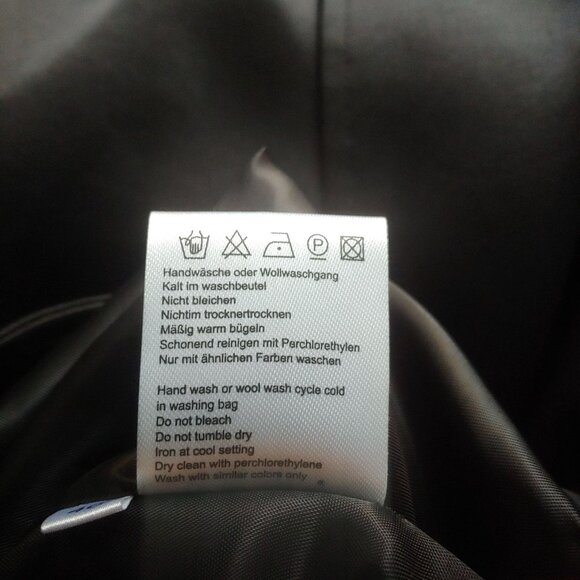 P
Handwäsche oder Wollwaschgang
Kalt im waschbeutel
Nicht bleichen
Nichtim trocknertrocknen
Mäßig warm bügeln
Schonend reinigen mit Perchlorethylen
Nur mit ähnlichen Farben waschen
Hand wash or wool wash cycle cold
in washing bag
Do not bleach
Do not tumble dry
Iron at cool setting
Dry clean with perchlorethylene
Wash with similar colors only